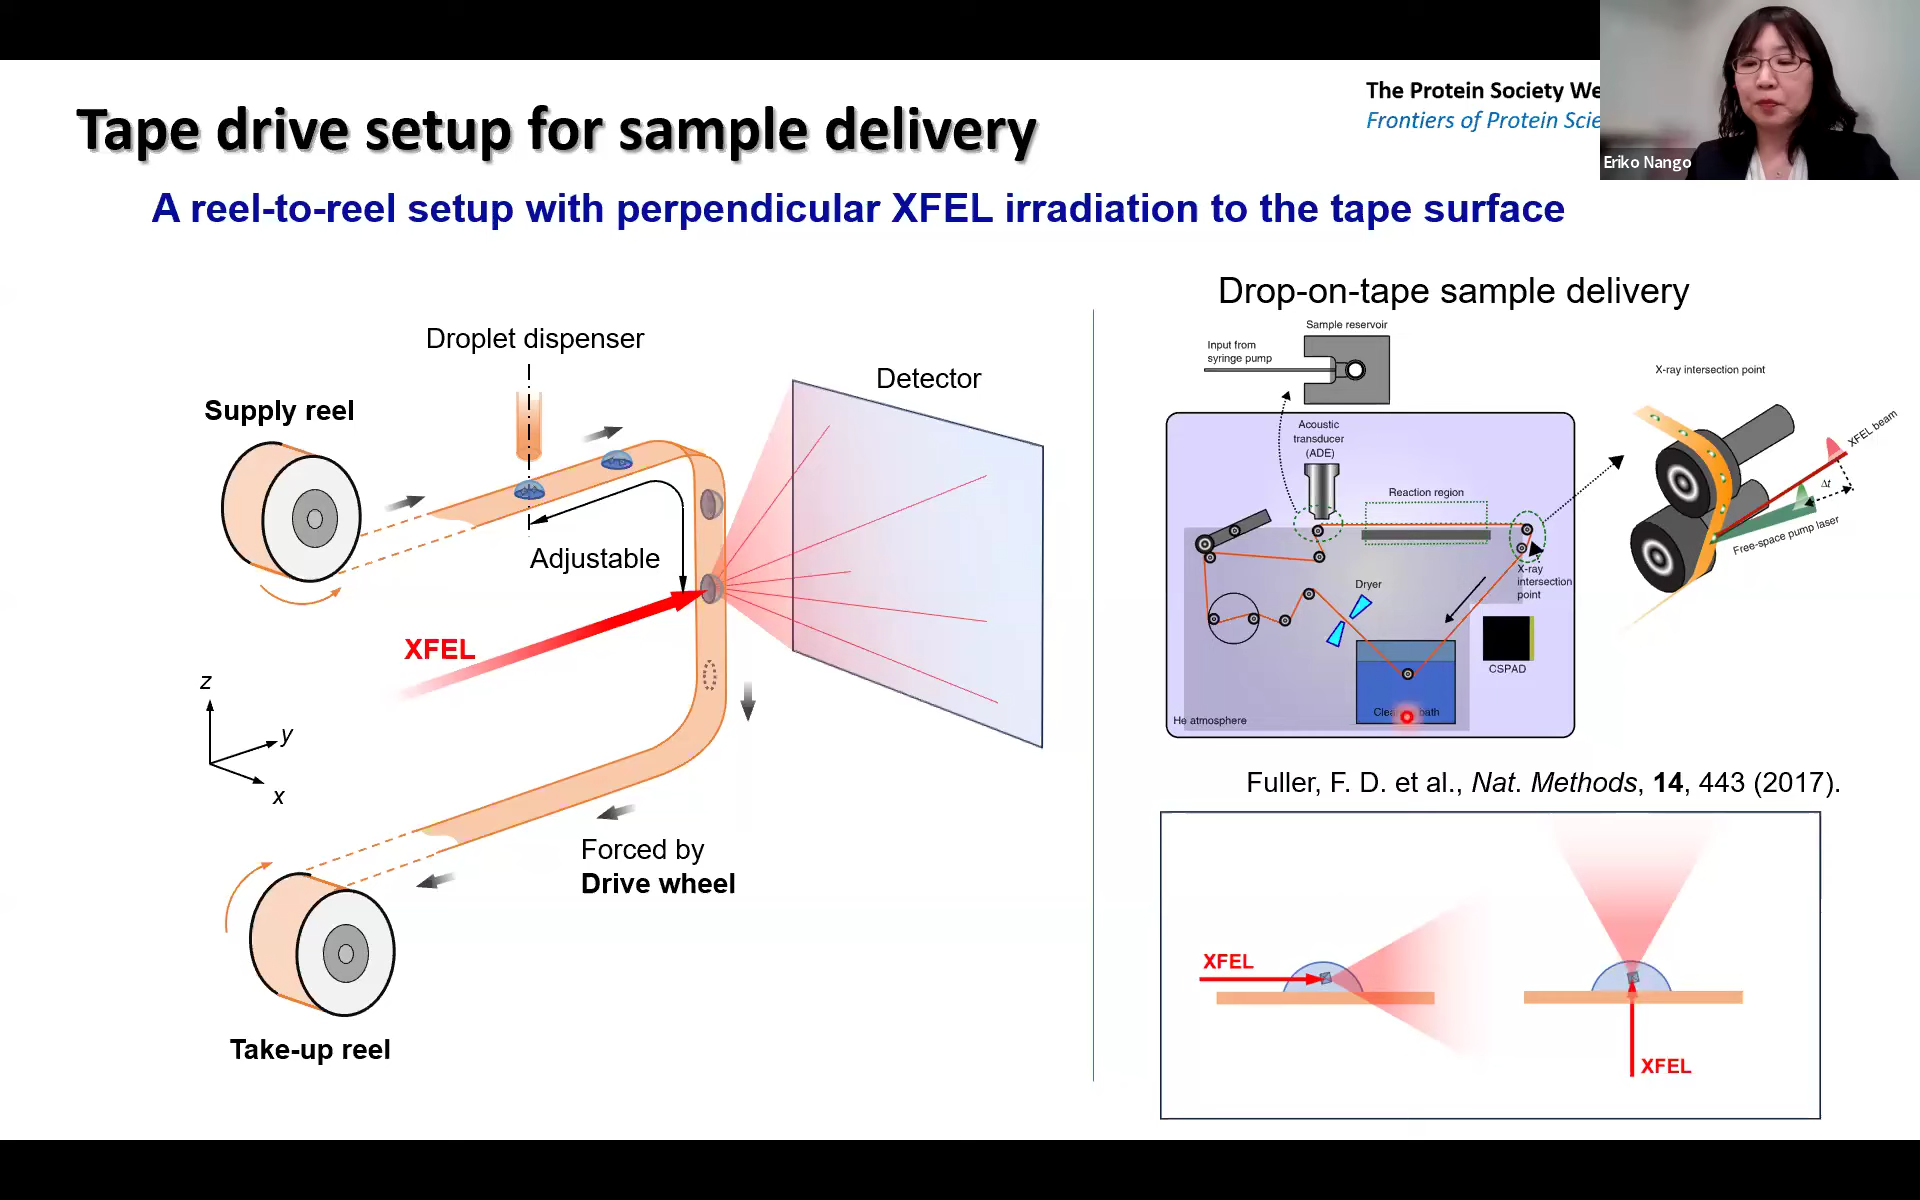 The Protein Society We
Frontiers of Protein Scie
Eriko Nango
Tape drive setup for sample delivery
A reel-to-reel setup with perpendicular XFEL irradiation to the tape surface
Droplet dispenser
Detector
Supply reel
Adjustable
XFEL
z
y
x
Forced by
Drive wheel
Take-up reel
Drop-on-tape sample delivery
Sample reservoir
Input from
syringe pump
X-ray intersection point
Acoustic
transducer
(ADE)
Reaction region
XFEL beam
Δt
Free-space pump laser
X-ray
intersection
point
Dryer
CSPAD
bath
He atmosphere
Fuller, F. D. et al., Nat. Methods, 14, 443 (2017).
XFEL
XFEL